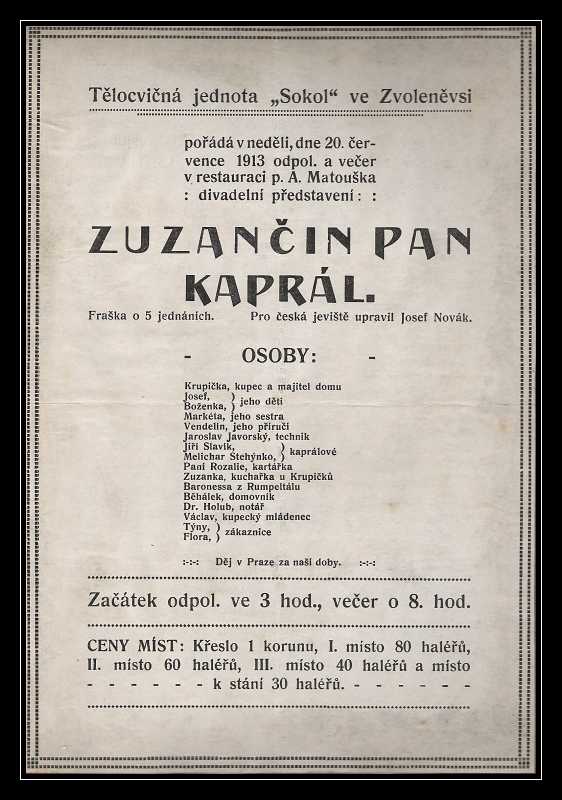 Tělocvičná jednota „Sokol“ ve Zvoleněvsi
pořádá v neděli, dne 20. čer-
vence 1913 odpol. a večer
v restauraci p. A. Matouška
: divadelní představení : :
ZUZANČIN PAN
KAPRÁL.
Fraška o 5 jednáních. Pro česká jeviště upravil Josef Novák.
- OSOBY: -
Krupička, kupec a majitel domu
Josef, )
Boženka, ) jeho děti
Markéta, jeho sestra
Vendelín, jeho příručí
Jaroslav Javorský, technik
Jiří Slavík, )
Melichar Štehýnko, ) kaprálové
Paní Rozalie, kartářka
Zuzanka, kuchařka u Krupičků
Baronessa z Rumpeltálu
Běhálek, domovník
Dr. Holub, notář
Václav, kupecký mládenec
Týny, )
Flora, ) zákaznice
:-:-: Děj v Praze za naší doby. :-:-:
Začátek odpol. ve 3 hod., večer o 8. hod.
CENY MÍST: Křeslo 1 korunu, I. místo 80 haléřů,
II. místo 60 haléřů, III. místo 40 haléřů a místo
- - - - - - k stání 30 haléřů. - - - - - -